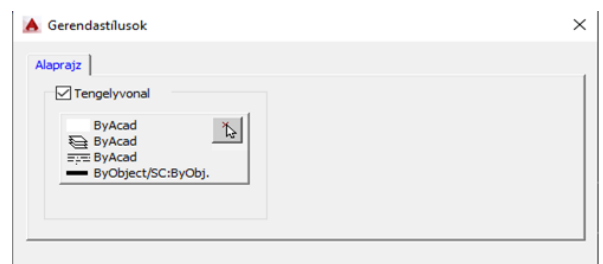 Gerendastílusok
Alaprajz
Tengelyvonal
ByAcad
ByAcad
ByAcad
ByObject/SC:ByObj.